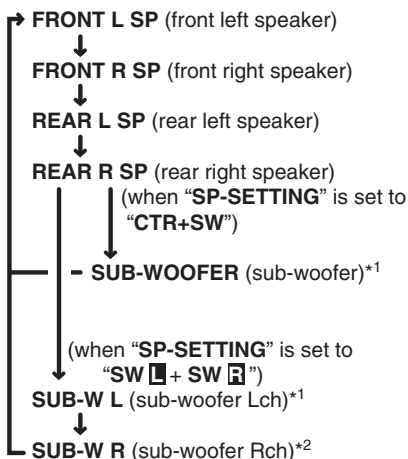 FRONT L SP (front left speaker)
FRONT R SP (front right speaker)
REAR L SP (rear left speaker)
REAR R SP (rear right speaker)
(when “SP-SETTING” is set to
“CTR+SW”)
SUB-WOOFER (sub-woofer)*1
(when “SP-SETTING” is set to
“SW L + SW R ”)
SUB-W L (sub-woofer Lch)*1
SUB-W R (sub-woofer Rch)*2